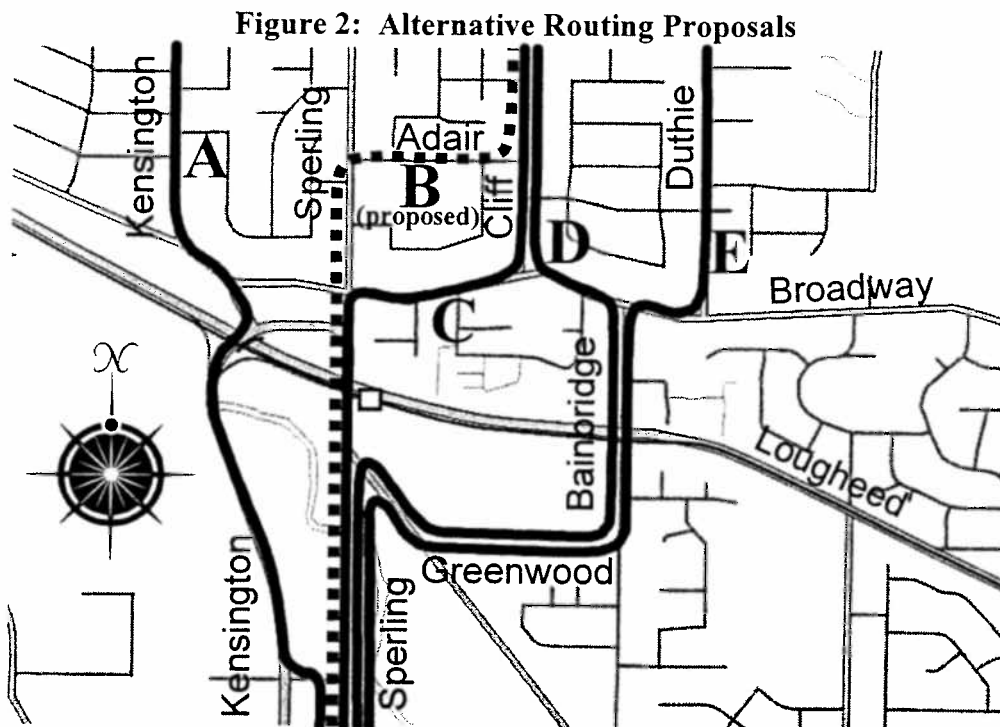 Figure 2: Alternative Routing Proposals
Kensington
A
Sperling
Adair
B
(proposed)
Cliff
D
Duthie
E
Broadway
C
N
Bainbridge
Lougheed
Kensington
Greenwood
Sperling